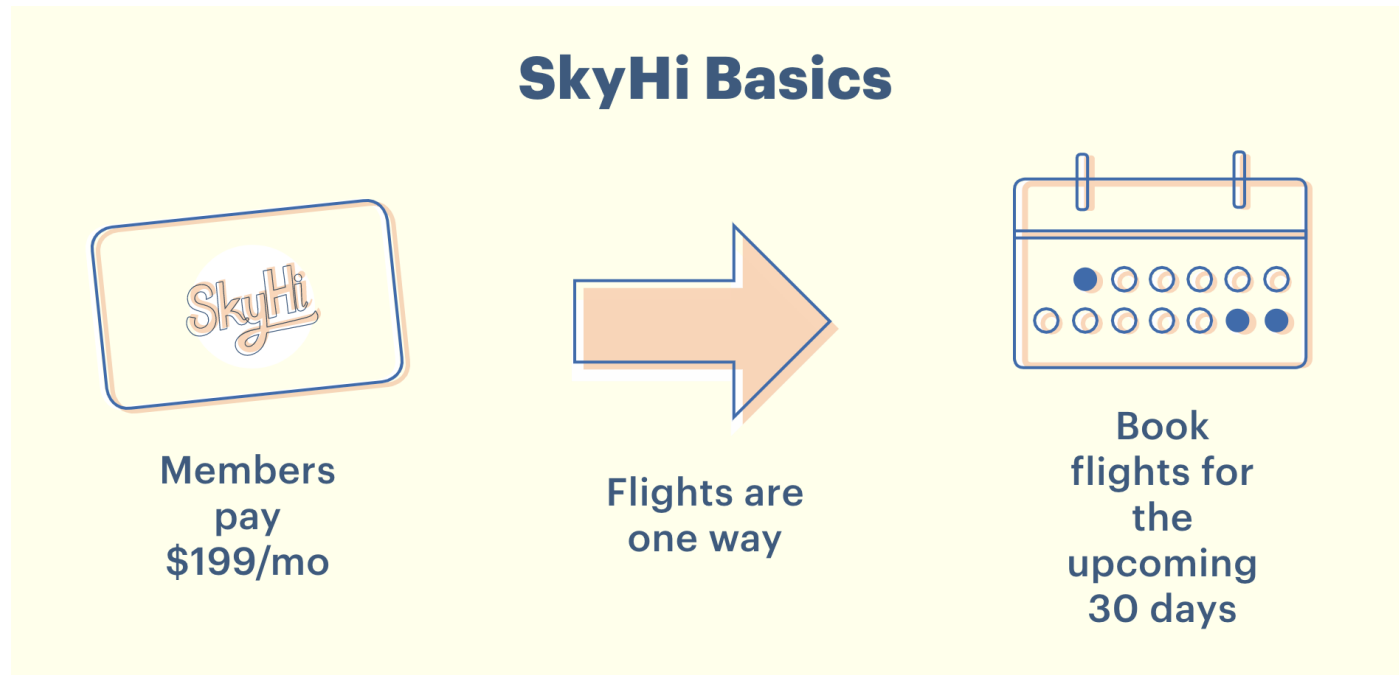 SkyHi Basics
SkyHi
Members
pay
$199/mo
Flights are
one way
Book
flights for
the
upcoming
30 days